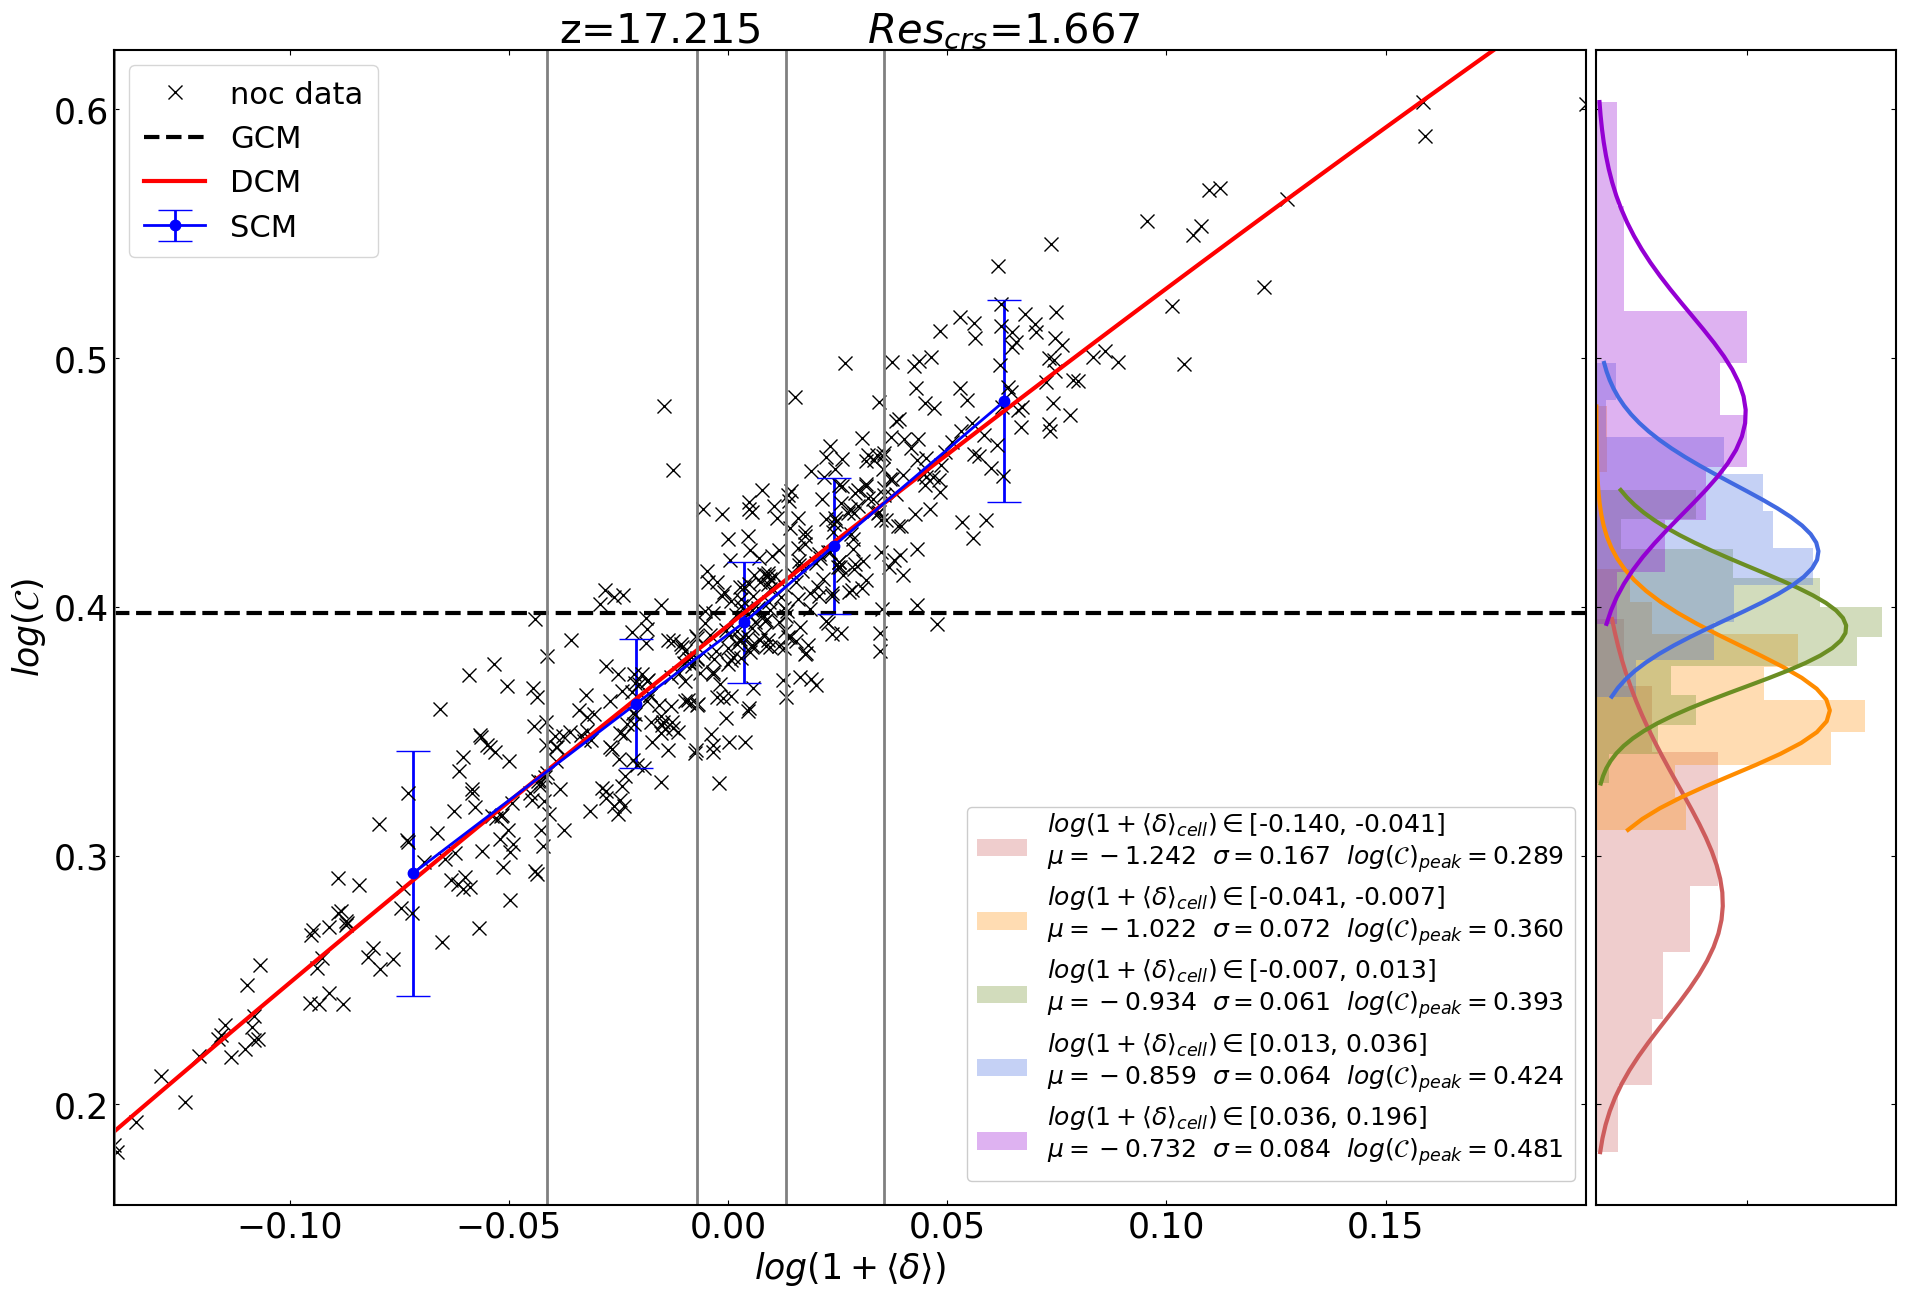 z=17.215 Res_crs=1.667
noc data
GCM
DCM
SCM
0.6
0.5
0.4
0.3
0.2
log(𝒞)
−0.10 −0.05 0.00 0.05 0.10 0.15
log(1 + ⟨δ⟩)
log(1 + ⟨δ⟩_cell) ∈ [-0.140, -0.041]
μ = −1.242 σ = 0.167 log(𝒞)_peak = 0.289
log(1 + ⟨δ⟩_cell) ∈ [-0.041, -0.007]
μ = −1.022 σ = 0.072 log(𝒞)_peak = 0.360
log(1 + ⟨δ⟩_cell) ∈ [-0.007, 0.013]
μ = −0.934 σ = 0.061 log(𝒞)_peak = 0.393
log(1 + ⟨δ⟩_cell) ∈ [0.013, 0.036]
μ = −0.859 σ = 0.064 log(𝒞)_peak = 0.424
log(1 + ⟨δ⟩_cell) ∈ [0.036, 0.196]
μ = −0.732 σ = 0.084 log(𝒞)_peak = 0.481